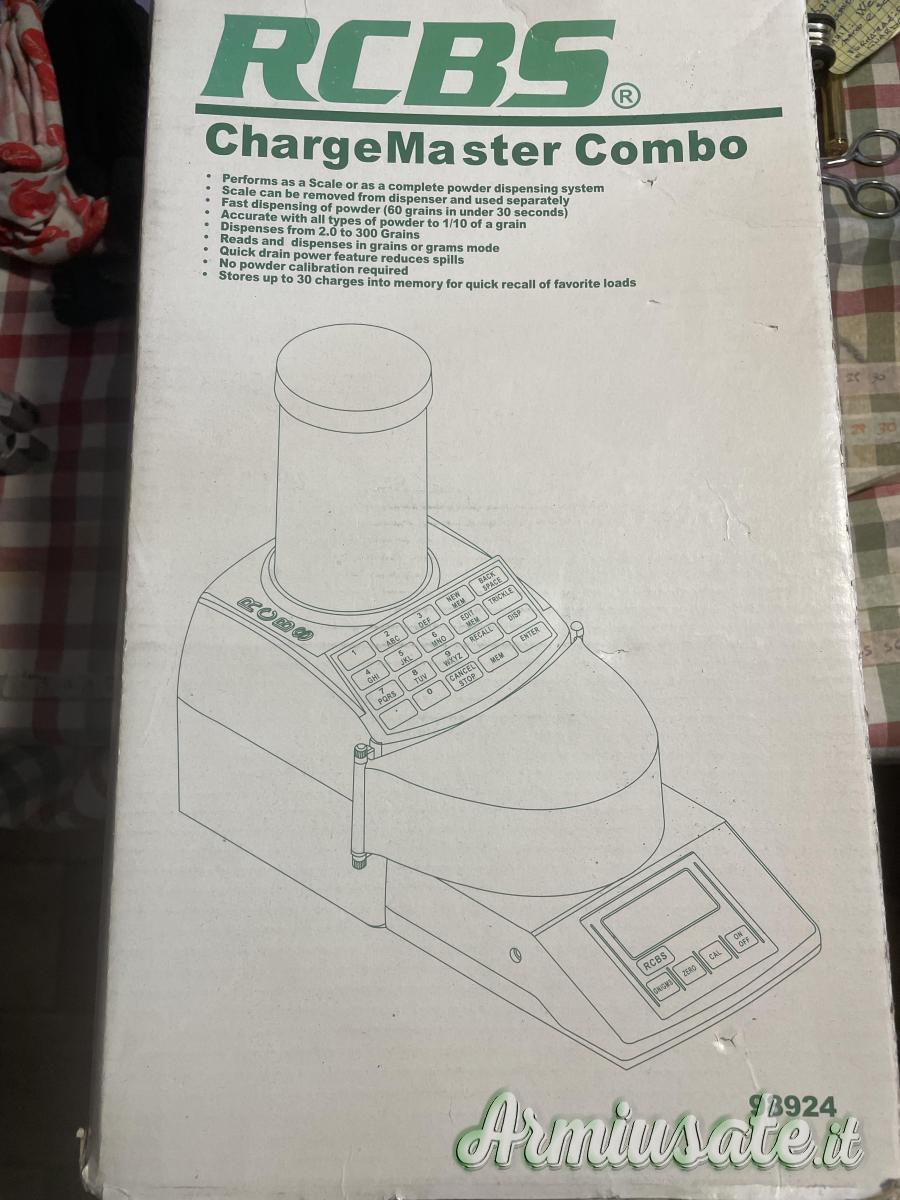 RCBS®
ChargeMaster Combo
• Performs as a Scale or as a complete powder dispensing system
• Scale can be removed from dispenser and used separately
• Fast dispensing of powder (60 grains in under 30 seconds)
• Accurate with all types of powder to 1/10 of a grain
• Dispenses from 2.0 to 300 Grains
• Reads and dispenses in grains or grams mode
• Quick drain power feature reduces spills
• No powder calibration required
• Stores up to 30 charges into memory for quick recall of favorite loads
RCBS
1
2 ABC
3 DEF
NEW MEM
BACK SPACE
4 GHI
5 JKL
6 MNO
EDIT MEM
TRICKLE
7 PQRS
8 TUV
9 WXYZ
RECALL
DISP
.
0
CANCEL STOP
MEM
ENTER
RCBS
GN/GMS
ZERO
CAL
ON OFF
98924
Armiusate.it